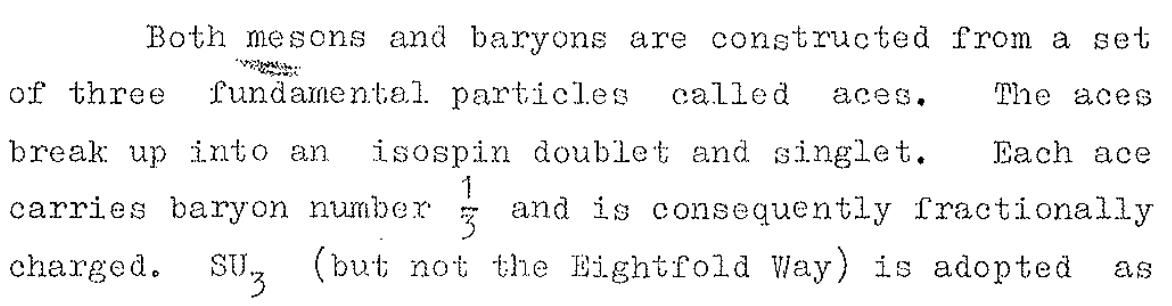 Both mesons and baryons are constructed from a set
of three fundamental particles called aces. The aces
break up into an isospin doublet and singlet. Each ace
carries baryon number 1/3 and is consequently fractionally
charged. SU₃ (but not the Eightfold Way) is adopted as